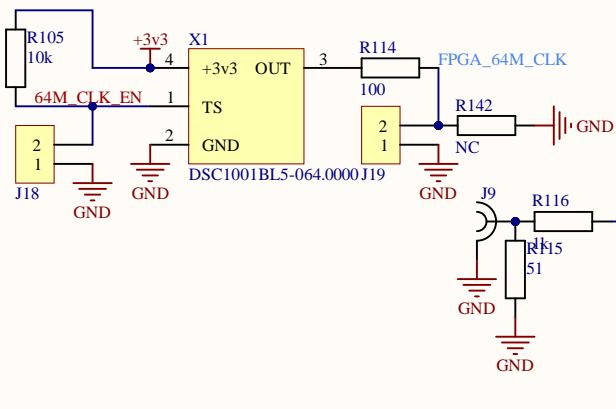 R105
10k
+3v3
X1
4
+3v3
OUT
3
R114
100
FPGA_64M_CLK
64M_CLK_EN
1
TS
2
GND
DSC1001BL5-064.0000
2
1
J18
GND
GND
2
1
J19
GND
R142
NC
GND
J9
R116
1k
R115
51
GND
GND